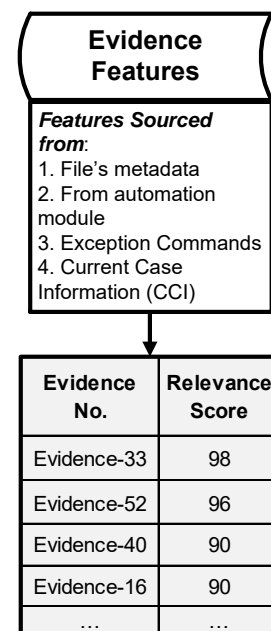 Evidence
Features
Features Sourced
from:
1. File's metadata
2. From automation
module
3. Exception Commands
4. Current Case
Information (CCI)
Evidence No. Relevance Score
Evidence-33 98
Evidence-52 96
Evidence-40 90
Evidence-16 90
... ...